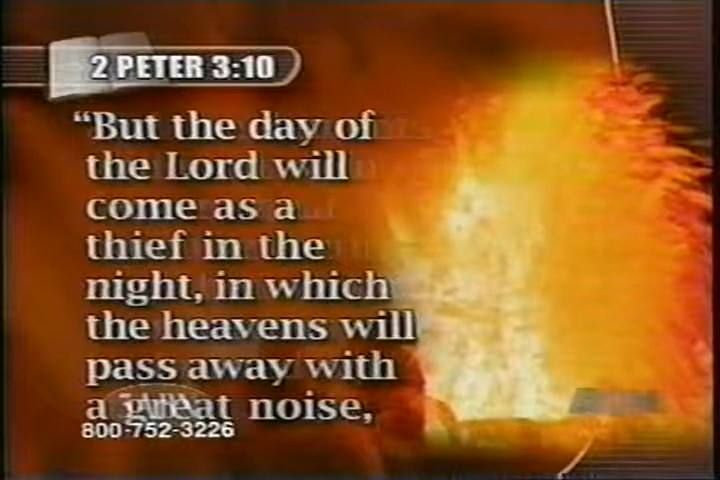 2 PETER 3:10
“But the day of
the Lord will
come as a
thief in the
night, in which
the heavens will
pass away with
a great noise,
800-752-3226